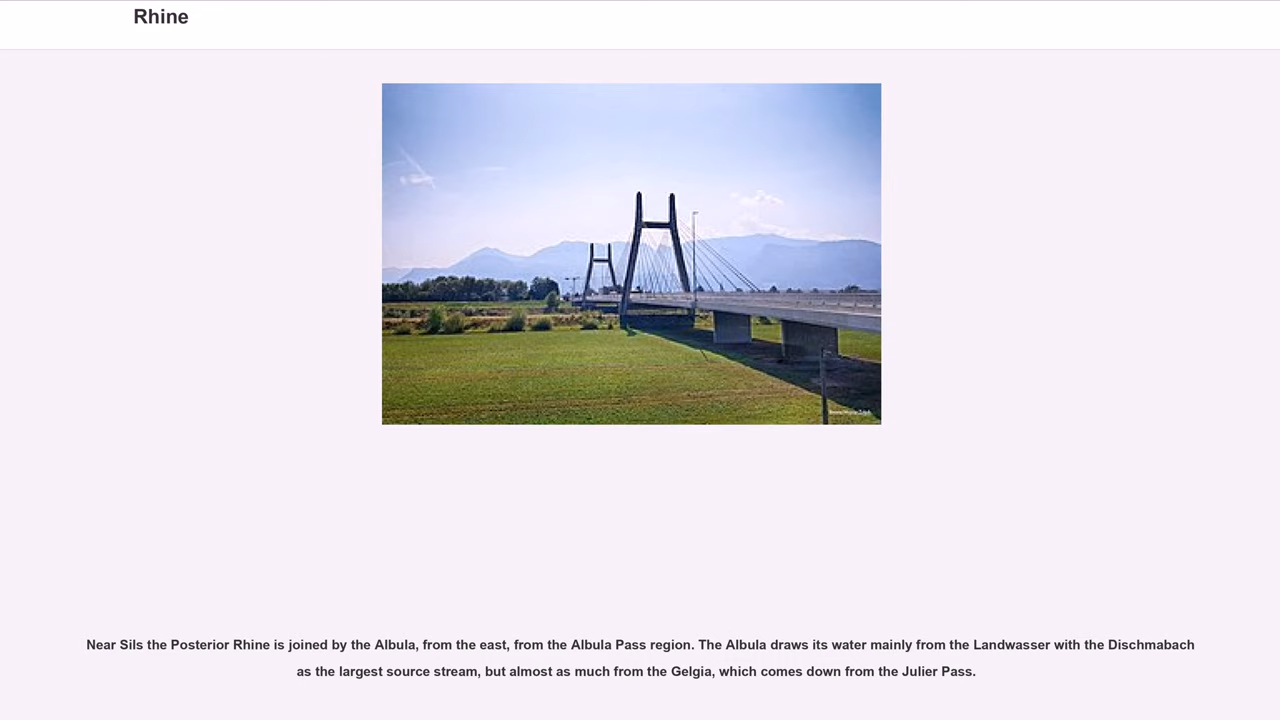 Rhine
Near Sils the Posterior Rhine is joined by the Albula, from the east, from the Albula Pass region. The Albula draws its water mainly from the Landwasser with the Dischmabach
as the largest source stream, but almost as much from the Gelgia, which comes down from the Julier Pass.